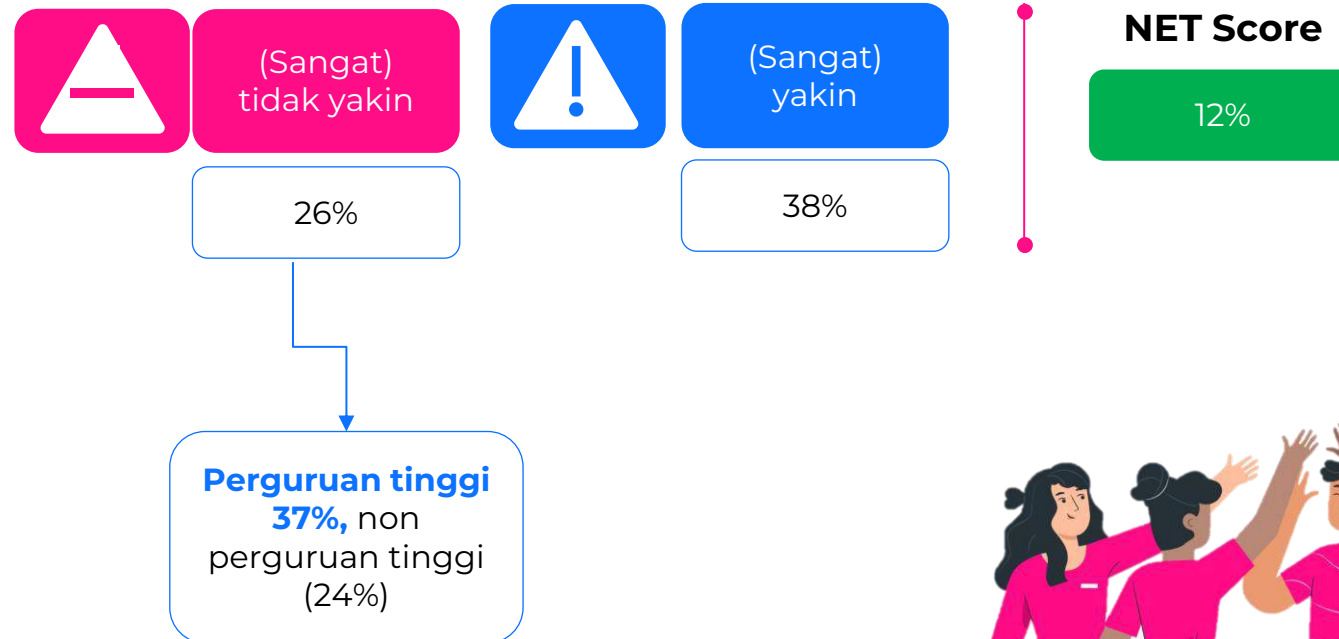 (Sangat)
tidak yakin
(Sangat)
yakin
NET Score
12%
26%
38%
Perguruan tinggi
37%, non
perguruan tinggi
(24%)